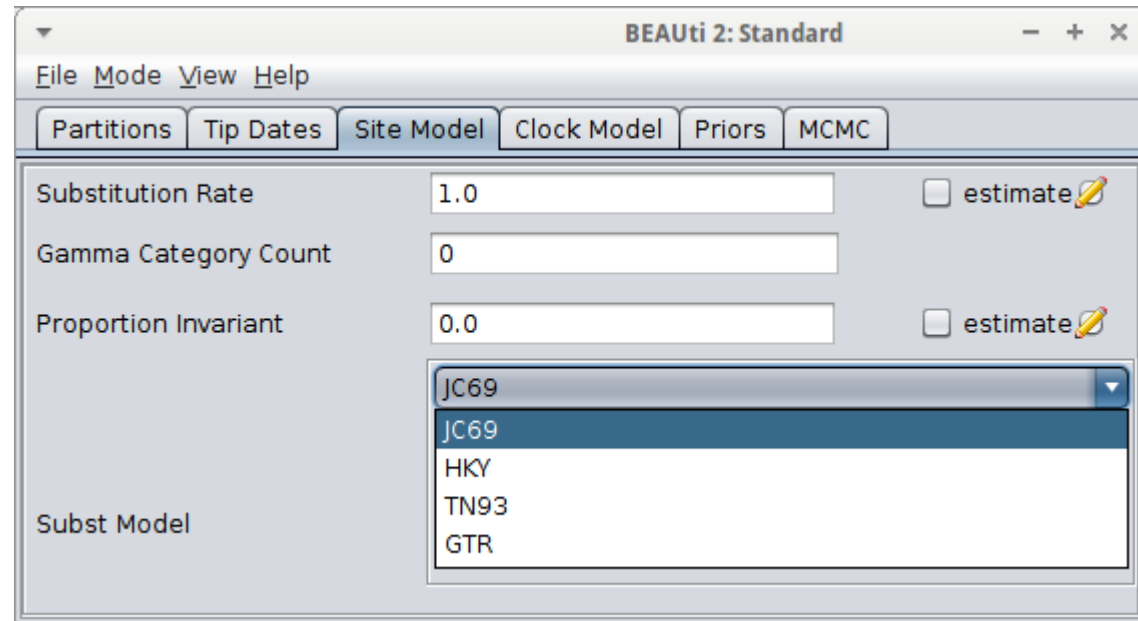 BEAUti 2: Standard
File Mode View Help
Partitions Tip Dates Site Model Clock Model Priors MCMC
Substitution Rate 1.0 estimate
Gamma Category Count 0
Proportion Invariant 0.0 estimate
JC69
JC69
HKY
TN93
Subst Model
GTR